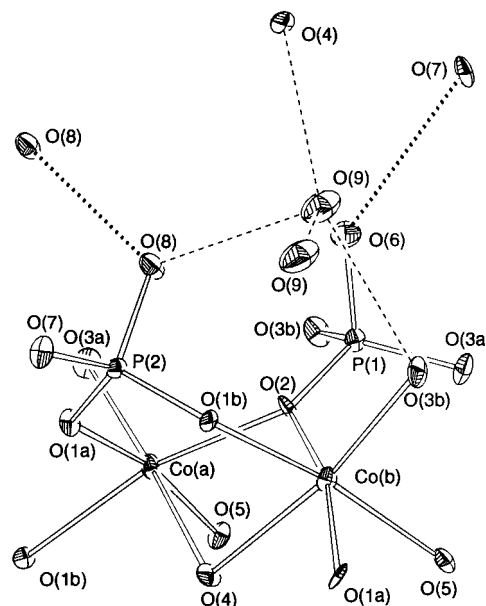 O(4)
O(7)
O(8)
O(9)
O(8)
O(6)
O(9)
O(7)
O(3a)
O(3b)
O(3a)
P(2)
P(1)
O(2)
O(3b)
O(1b)
O(1a)
Co(a)
Co(b)
O(5)
O(1b)
O(4)
O(1a)
O(5)